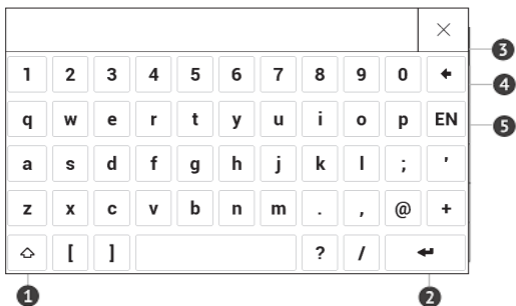 1 2 3 4 5 6 7 8 9 0
q w e r t y u i o p EN
a s d f g h j k l ; '
z x c v b n m . , @ +
[ ] ? /
3
4
5
1 2